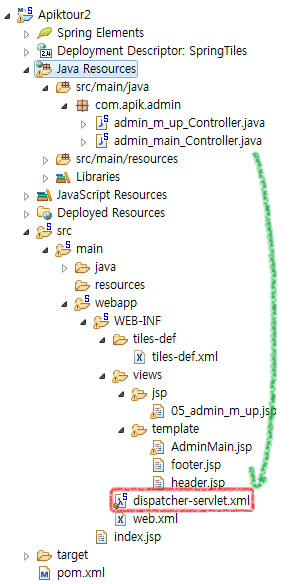 Apiktour2
Spring Elements
Deployment Descriptor: SpringTiles
Java Resources
src/main/java
com.apik.admin
admin_m_up_Controller.java
admin_main_Controller.java
src/main/resources
Libraries
JavaScript Resources
Deployed Resources
src
main
java
resources
webapp
WEB-INF
tiles-def
tiles-def.xml
views
jsp
05_admin_m_up.jsp
template
AdminMain.jsp
footer.jsp
header.jsp
dispatcher-servlet.xml
web.xml
index.jsp
target
pom.xml